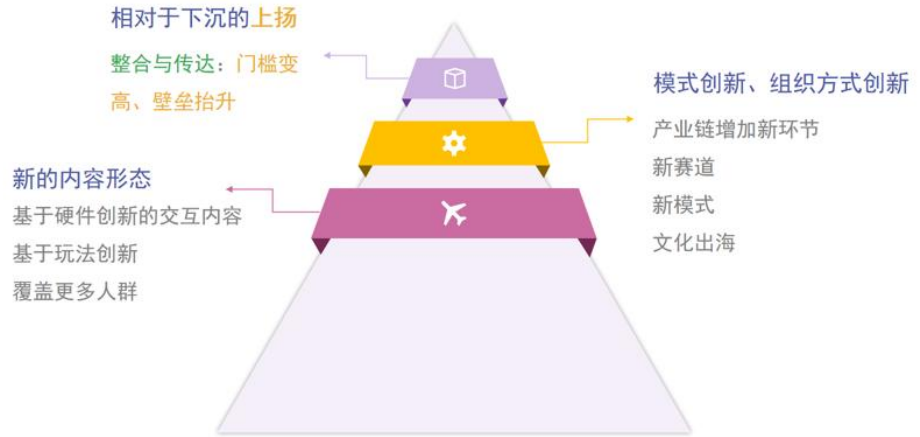 相对于下沉的上扬
整合与传达：门槛变
高、壁垒抬升
模式创新、组织方式创新
产业链增加新环节
新赛道
新模式
文化出海
新的内容形态
基于硬件创新的交互内容
基于玩法创新
覆盖更多人群